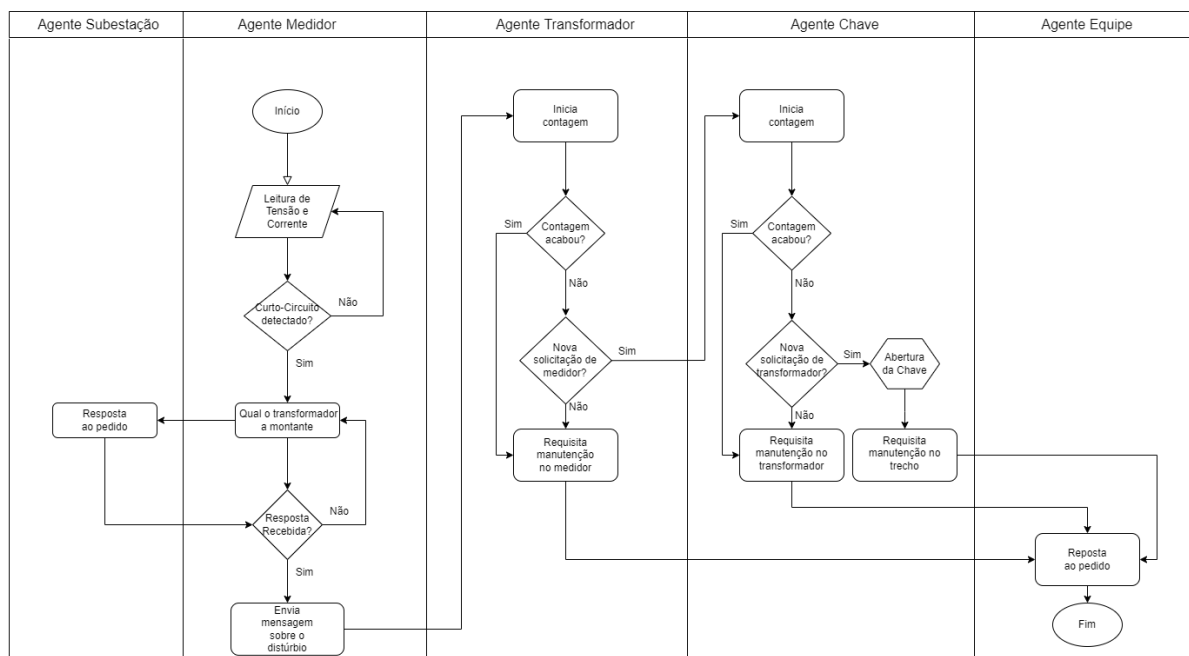 Agente Subestação
Agente Medidor
Agente Transformador
Agente Chave
Agente Equipe
Início
Leitura de
Tensão e
Corrente
Curto-Circuito
detectado?
Não
Sim
Resposta
ao pedido
Qual o transformador
a montante
Resposta
Recebida?
Não
Sim
Envia
mensagem
sobre o
distúrbio
Inicia
contagem
Sim
Contagem
acabou?
Não
Nova
solicitação de
medidor?
Sim
Não
Requisita
manutenção
no medidor
Inicia
contagem
Sim
Contagem
acabou?
Não
Nova
solicitação de
transformador?
Sim
Abertura
da Chave
Não
Requisita
manutenção no
transformador
Requisita
manutenção no
trecho
Reposta
ao pedido
Fim